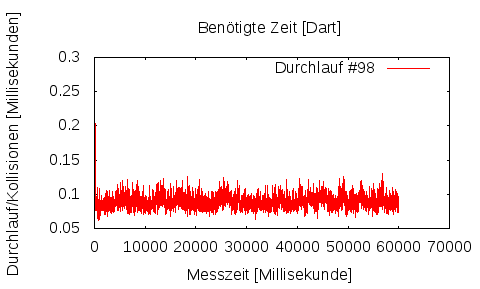 Benötigte Zeit [Dart]
Durchlauf/Kollisionen [Millisekunden]
Durchlauf #98
0.3
0.25
0.2
0.15
0.1
0.05
0 10000 20000 30000 40000 50000 60000 70000
Messzeit [Millisekunde]